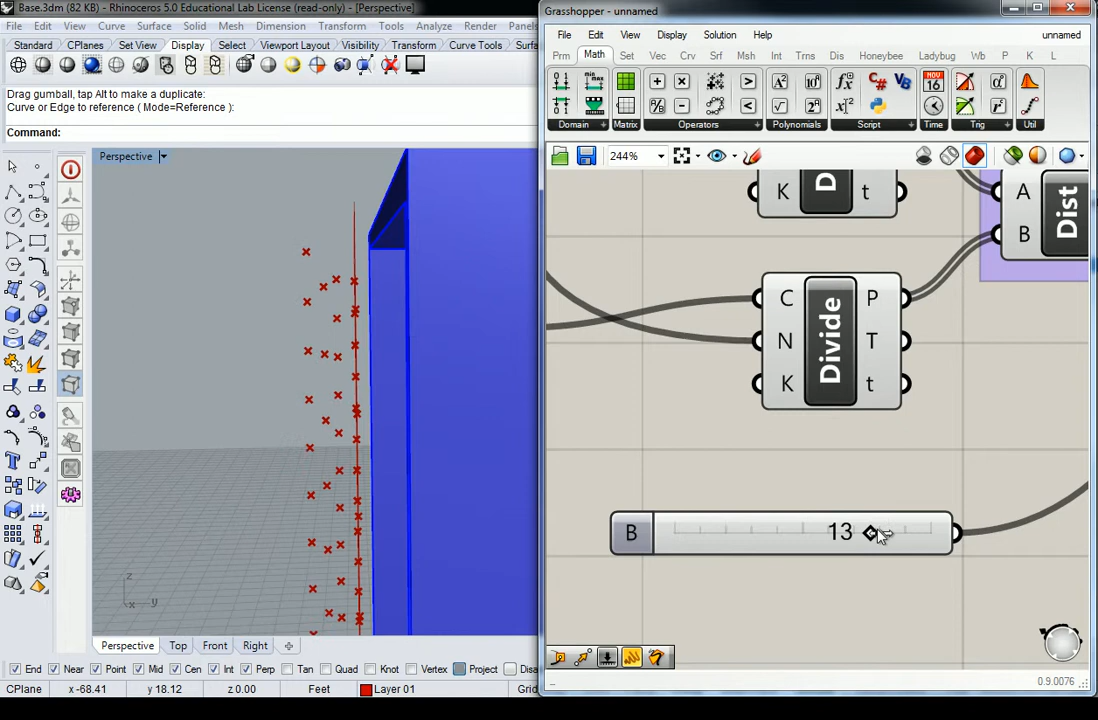 Base.3dm (82 KB) - Rhinoceros 5.0 Educational Lab License (read-only) - [Perspective]
File Edit View Curve Surface Solid Mesh Dimension Transform Tools Analyze Render Panels
Standard CPlanes Set View Display Select Viewport Layout Visibility Transform Curve Tools Surfa
Drag gumball, tap Alt to make a duplicate:
Curve or Edge to reference ( Mode=Reference ):
Command:
Perspective
z
x
y
Perspective Top Front Right
End Near Point Mid Cen Int Perp Tan Quad Knot Vertex Project Disa
CPlane x -68.41 y 18.12 z 0.00 Feet Layer 01 Grid
Grasshopper - unnamed
File Edit View Display Solution Help unnamed
Prm Math Set Vec Crv Srf Msh Int Trns Dis Honeybee Ladybug Wb P K L
Domain Matrix Operators Polynomials Script Time Trig Util
244%
K D t
A
B Dist
C P
N Divide T
K t
B 13
0.9.0076